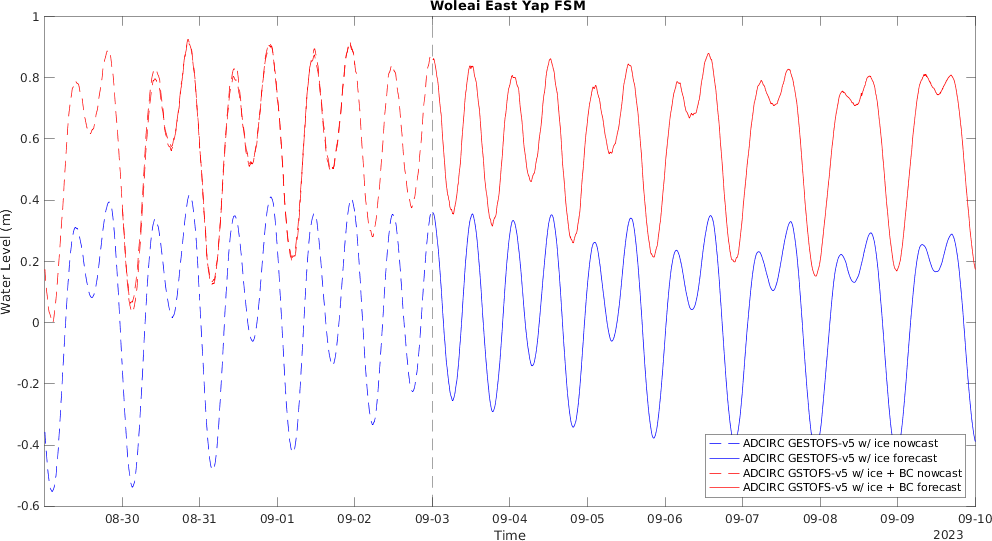 Woleai East Yap FSM
1
0.8
0.6
0.4
0.2
0
-0.2
-0.4
-0.6
Water Level (m)
08-30 08-31 09-01 09-02 09-03 09-04 09-05 09-06 09-07 09-08 09-09 09-10
Time
2023
ADCIRC GESTOFS-v5 w/ ice nowcast
ADCIRC GESTOFS-v5 w/ ice forecast
ADCIRC GSTOFS-v5 w/ ice + BC nowcast
ADCIRC GSTOFS-v5 w/ ice + BC forecast